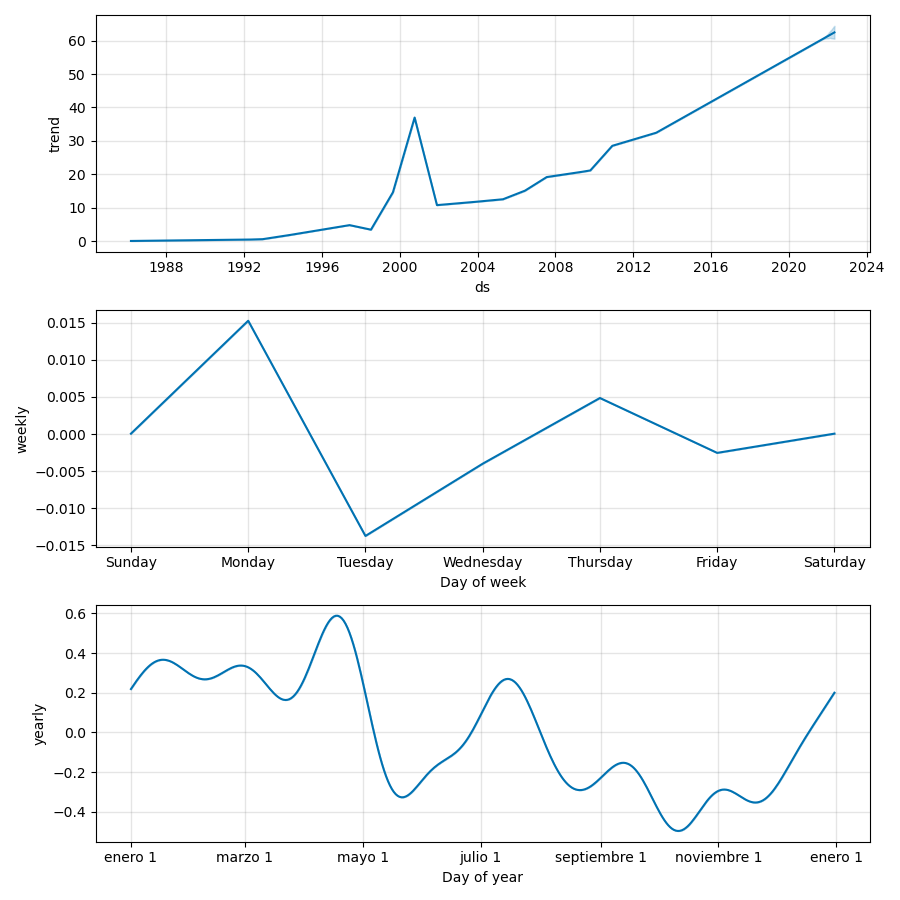 60
50
40
30
20
10
0
trend
1988 1992 1996 2000 2004 2008 2012 2016 2020 2024
ds
0.015
0.010
0.005
0.000
−0.005
−0.010
−0.015
weekly
Sunday Monday Tuesday Wednesday Thursday Friday Saturday
Day of week
0.6
0.4
0.2
0.0
−0.2
−0.4
yearly
enero 1 marzo 1 mayo 1 julio 1 septiembre 1 noviembre 1 enero 1
Day of year